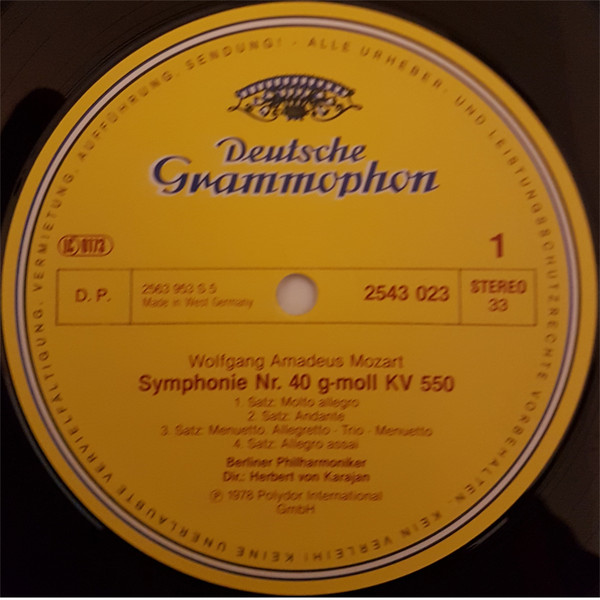 ALLE URHEBER- UND LEISTUNGSSCHUTZRECHTE VORBEHALTEN· KEIN VERLEIH! KEINE UNERLAUBTE VERVIELFÄLTIGUNG, VERMIETUNG, AUFFÜHRUNG, SENDUNG! -
Deutsche
Grammophon
LC 0173
1
D. P.
2563 953 S 5
Made in West Germany
2543 023
STEREO
33
Wolfgang Amadeus Mozart
Symphonie Nr. 40 g-moll KV 550
1. Satz: Molto allegro
2. Satz: Andante
3. Satz: Menuetto. Allegretto - Trio - Menuetto
4. Satz: Allegro assai
Berliner Philharmoniker
Dir.: Herbert von Karajan
℗ 1978 Polydor International
GmbH